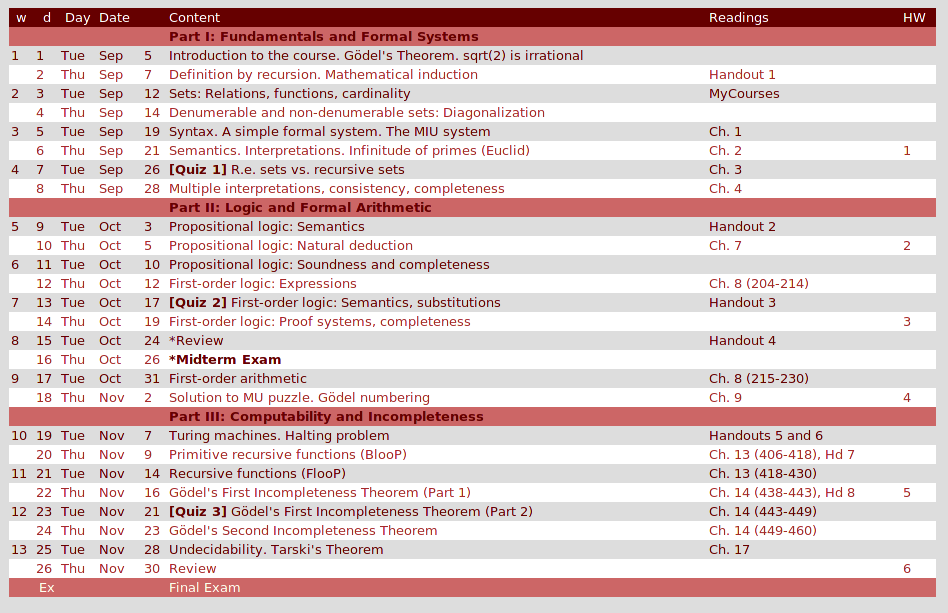 w d Day Date Content Readings HW
Part I: Fundamentals and Formal Systems
1 1 Tue Sep 5 Introduction to the course. Gödel's Theorem. sqrt(2) is irrational
2 Thu Sep 7 Definition by recursion. Mathematical induction Handout 1
2 3 Tue Sep 12 Sets: Relations, functions, cardinality MyCourses
4 Thu Sep 14 Denumerable and non-denumerable sets: Diagonalization
3 5 Tue Sep 19 Syntax. A simple formal system. The MIU system Ch. 1
6 Thu Sep 21 Semantics. Interpretations. Infinitude of primes (Euclid) Ch. 2 1
4 7 Tue Sep 26 [Quiz 1] R.e. sets vs. recursive sets Ch. 3
8 Thu Sep 28 Multiple interpretations, consistency, completeness Ch. 4
Part II: Logic and Formal Arithmetic
5 9 Tue Oct 3 Propositional logic: Semantics Handout 2
10 Thu Oct 5 Propositional logic: Natural deduction Ch. 7 2
6 11 Tue Oct 10 Propositional logic: Soundness and completeness
12 Thu Oct 12 First-order logic: Expressions Ch. 8 (204-214)
7 13 Tue Oct 17 [Quiz 2] First-order logic: Semantics, substitutions Handout 3
14 Thu Oct 19 First-order logic: Proof systems, completeness 3
8 15 Tue Oct 24 *Review Handout 4
16 Thu Oct 26 *Midterm Exam
9 17 Tue Oct 31 First-order arithmetic Ch. 8 (215-230)
18 Thu Nov 2 Solution to MU puzzle. Gödel numbering Ch. 9 4
Part III: Computability and Incompleteness
10 19 Tue Nov 7 Turing machines. Halting problem Handouts 5 and 6
20 Thu Nov 9 Primitive recursive functions (BlooP) Ch. 13 (406-418), Hd 7
11 21 Tue Nov 14 Recursive functions (FlooP) Ch. 13 (418-430)
22 Thu Nov 16 Gödel's First Incompleteness Theorem (Part 1) Ch. 14 (438-443), Hd 8 5
12 23 Tue Nov 21 [Quiz 3] Gödel's First Incompleteness Theorem (Part 2) Ch. 14 (443-449)
24 Thu Nov 23 Gödel's Second Incompleteness Theorem Ch. 14 (449-460)
13 25 Tue Nov 28 Undecidability. Tarski's Theorem Ch. 17
26 Thu Nov 30 Review 6
Ex Final Exam